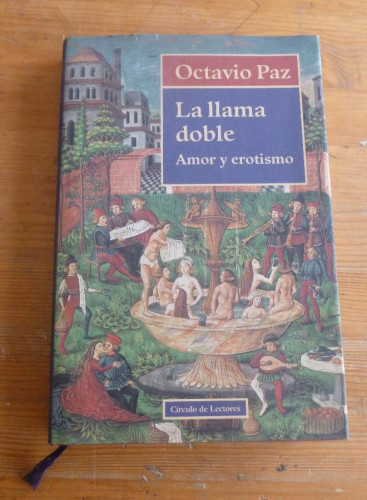 Octavio Paz
La llama
doble
Amor y erotismo
Círculo de Lectores